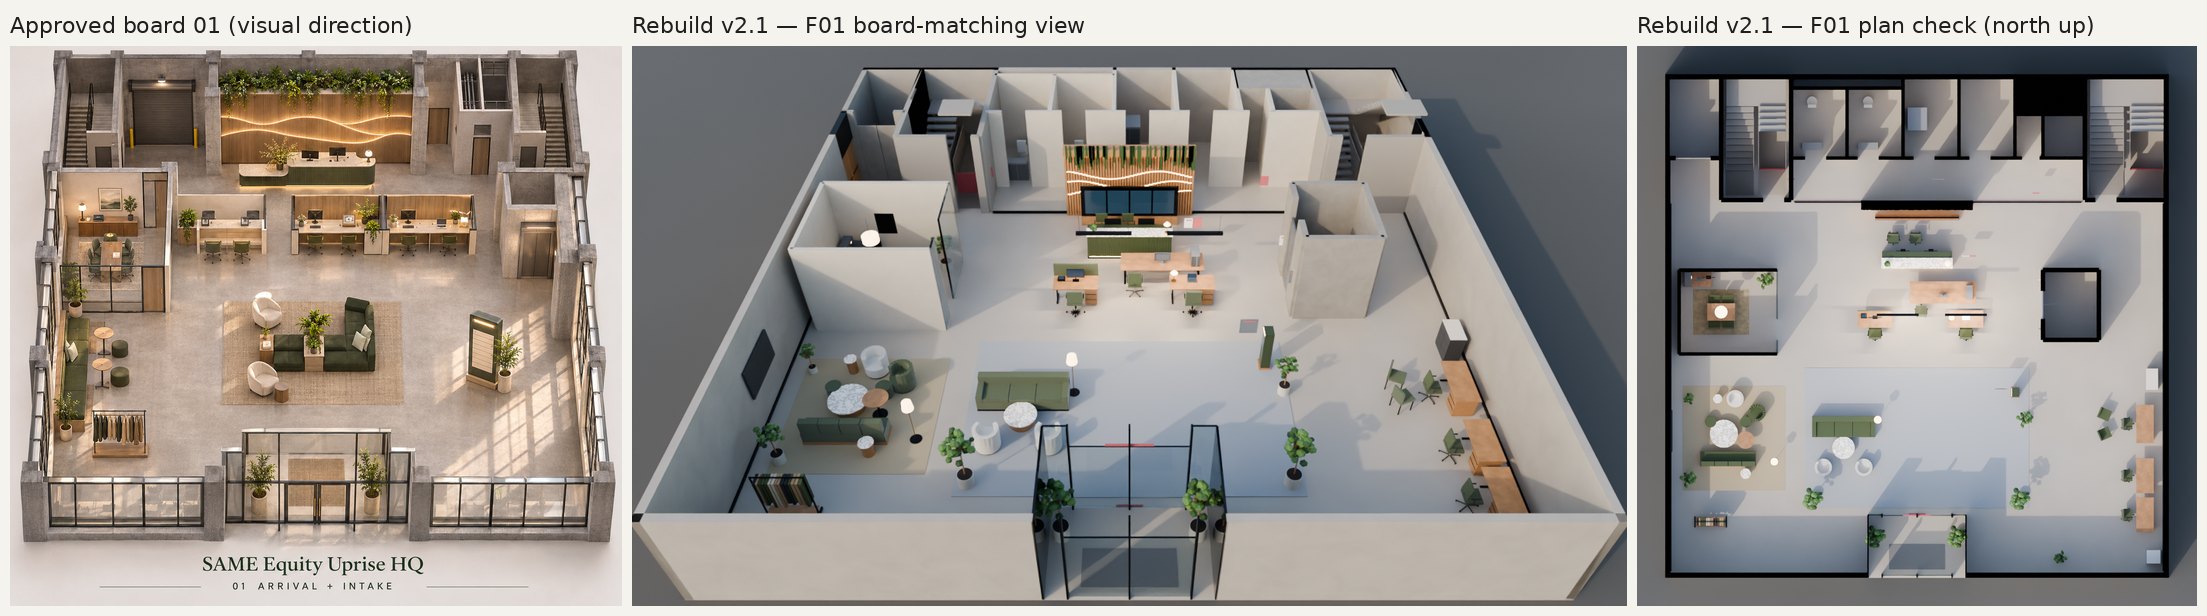 Approved board 01 (visual direction)
Rebuild v2.1 — F01 board-matching view
Rebuild v2.1 — F01 plan check (north up)
SAME Equity Uprise HQ
01 ARRIVAL + INTAKE